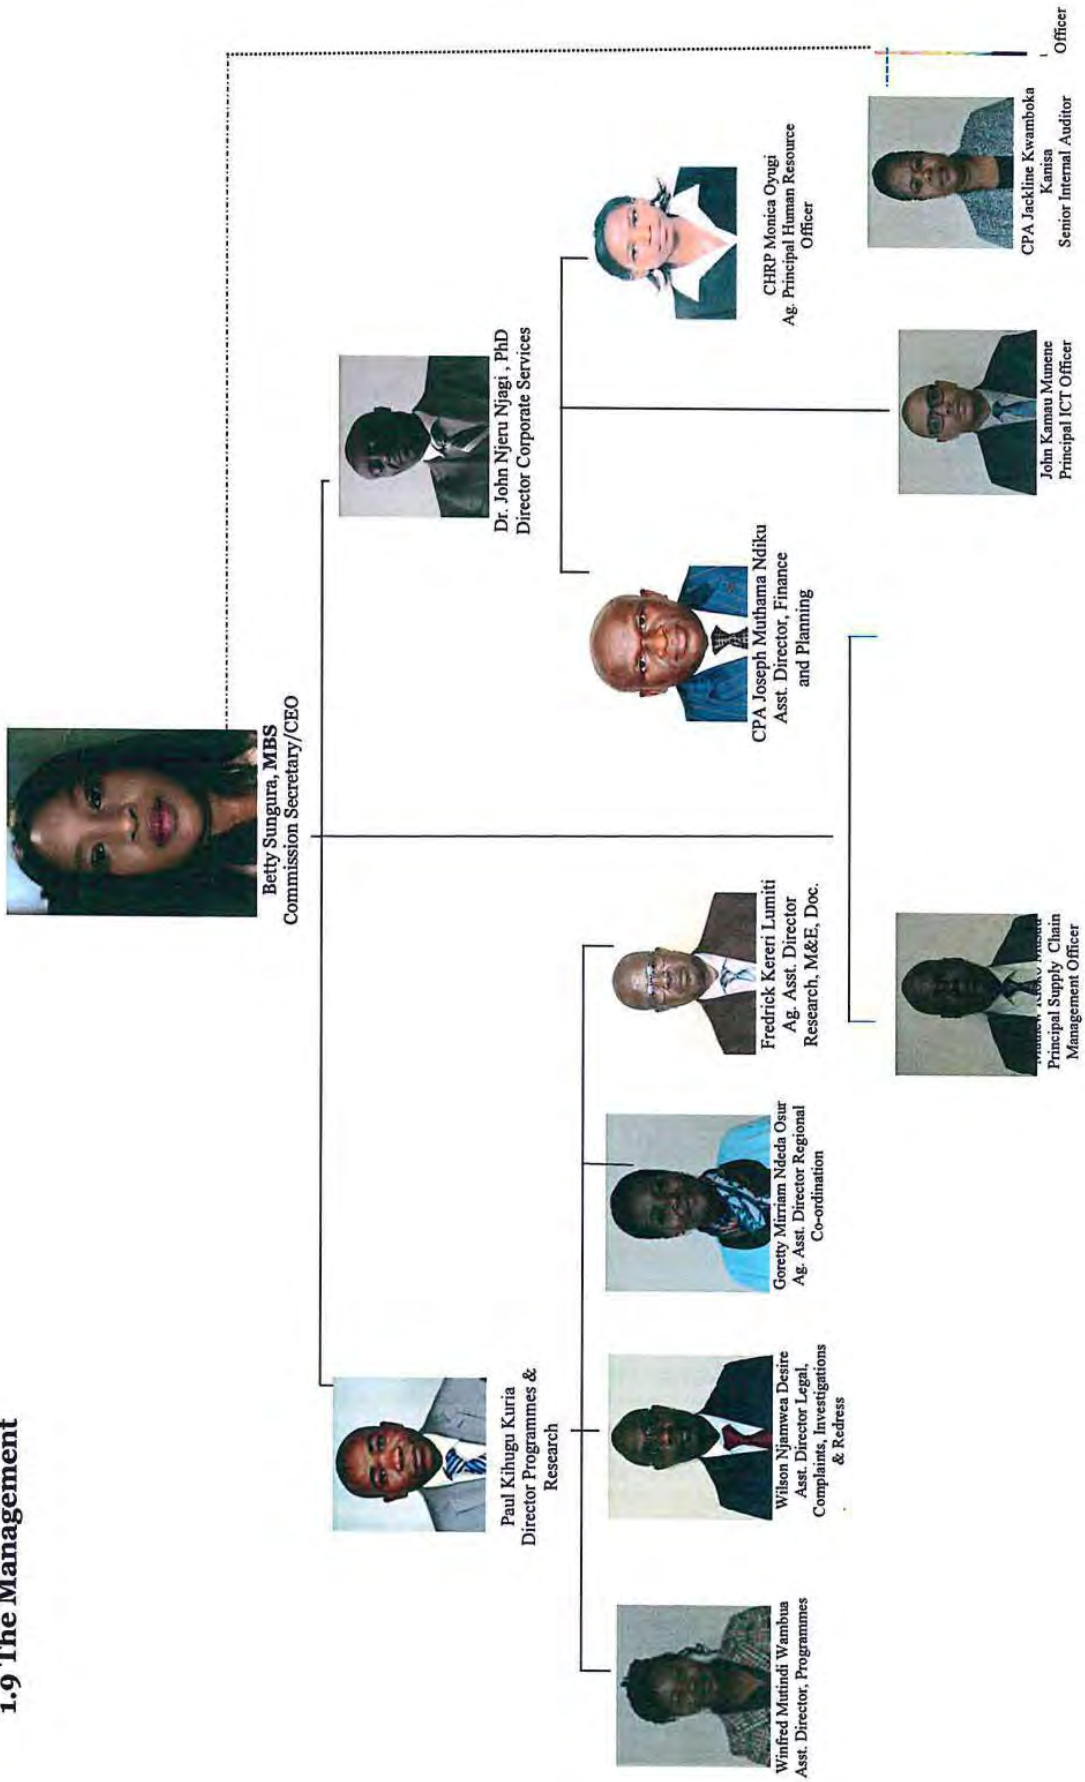 1.9 The Management
Betty Sungura, MBS
Commission Secretary/CEO
Paul Kihugu Kuria
Director Programmes &
Research
Dr. John Njeru Njagi , PhD
Director Corporate Services
Winfred Mutindi Wambua
Asst. Director, Programmes
Wilson Njamwea Desire
Asst. Director Legal,
Complaints, Investigations
& Redress
Goretty Mirriam Ndeda Osur
Ag. Asst. Director Regional
Co-ordination
Fredrick Kereri Lumiti
Ag. Asst. Director
Research, M&E, Doc.
CPA Joseph Muthama Ndiku
Asst. Director, Finance
and Planning
CHRP Monica Oyugi
Ag. Principal Human Resource
Officer
Principal Supply Chain
Management Officer
John Kamau Munene
Principal ICT Officer
CPA Jackline Kwamboka
Kanisa
Senior Internal Auditor
Officer